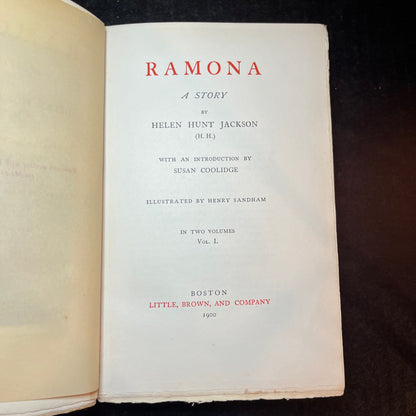 RAMONA
A STORY
BY
HELEN HUNT JACKSON
(H. H.)
WITH AN INTRODUCTION BY
SUSAN COOLIDGE
ILLUSTRATED BY HENRY SANDHAM
IN TWO VOLUMES
VOL. I.
BOSTON
LITTLE, BROWN, AND COMPANY
1900